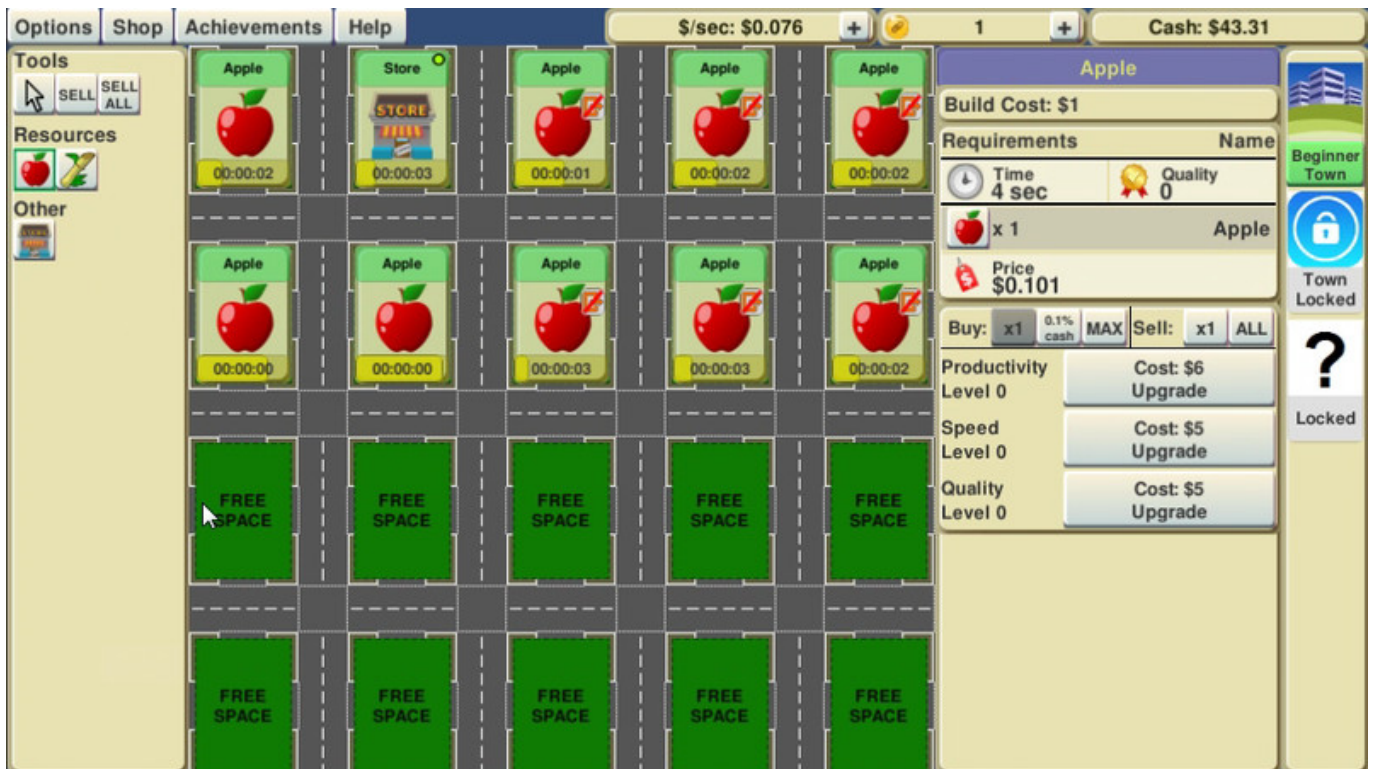 Options Shop Achievements Help $/sec: $0.076 + 1 + Cash: $43.31
Tools
SELL SELL ALL
Resources
Other
Apple Store Apple Apple Apple
STORE
00:00:02 00:00:03 00:00:01 00:00:02 00:00:02
Apple Apple Apple Apple Apple
00:00:00 00:00:00 00:00:03 00:00:03 00:00:02
FREE SPACE FREE SPACE FREE SPACE FREE SPACE FREE SPACE
FREE SPACE FREE SPACE FREE SPACE FREE SPACE FREE SPACE
Apple
Build Cost: $1
Requirements Name
Time Quality
4 sec 0
x 1 Apple
Price
$0.101
Buy: x1 0.1% cash MAX Sell: x1 ALL
Productivity Cost: $6
Level 0 Upgrade
Speed Cost: $5
Level 0 Upgrade
Quality Cost: $5
Level 0 Upgrade
Beginner
Town
Town
Locked
?
Locked